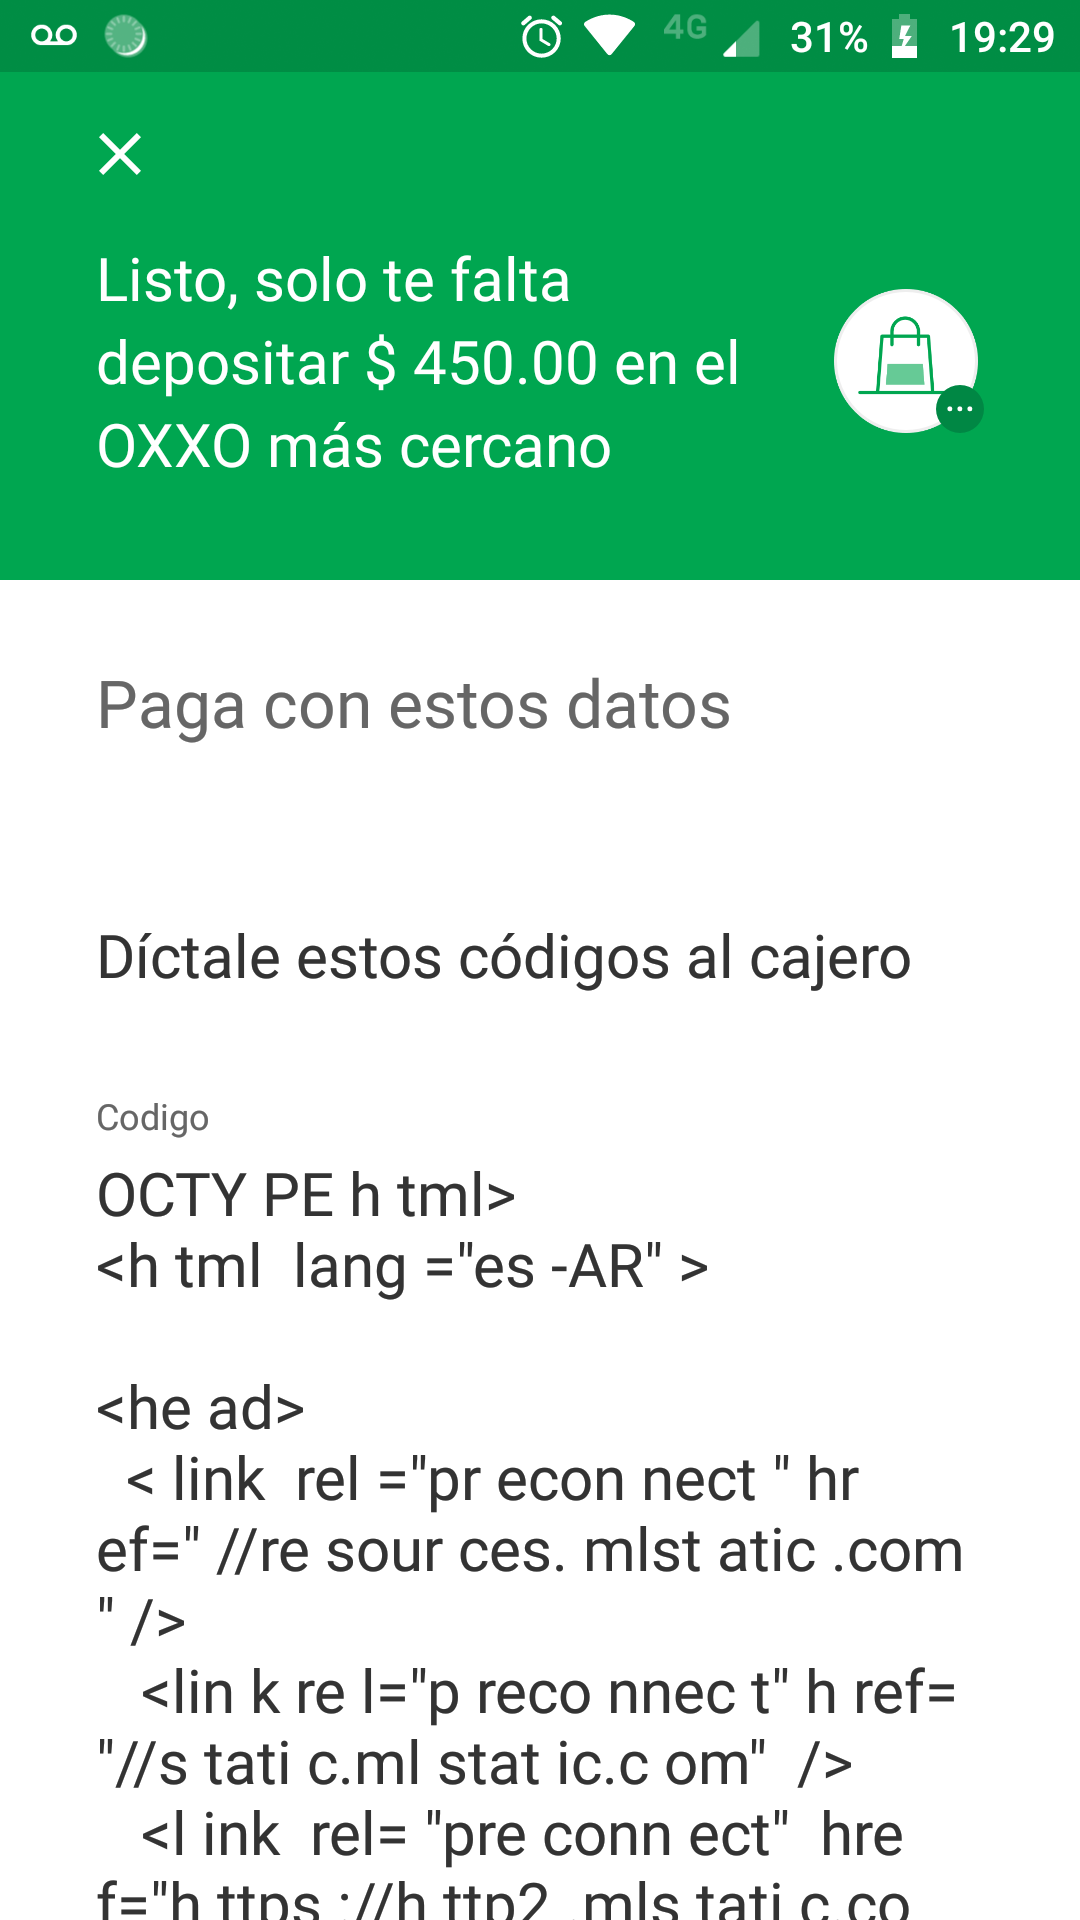 4G 31% 19:29
Listo, solo te falta
depositar $ 450.00 en el
OXXO más cercano
Paga con estos datos
Díctale estos códigos al cajero
Codigo
OCTY PE h tml>
<h tml  lang ="es -AR" >
<he ad>
  < link  rel ="pr econ nect " hr
ef=" //re sour ces. mlst atic .com
" />
   <lin k re l="p reco nnec t" h ref=
"//s tati c.ml stat ic.c om"  />
   <l ink  rel= "pre conn ect"  hre
f="h ttps ://h ttp2 .mls tati c.co